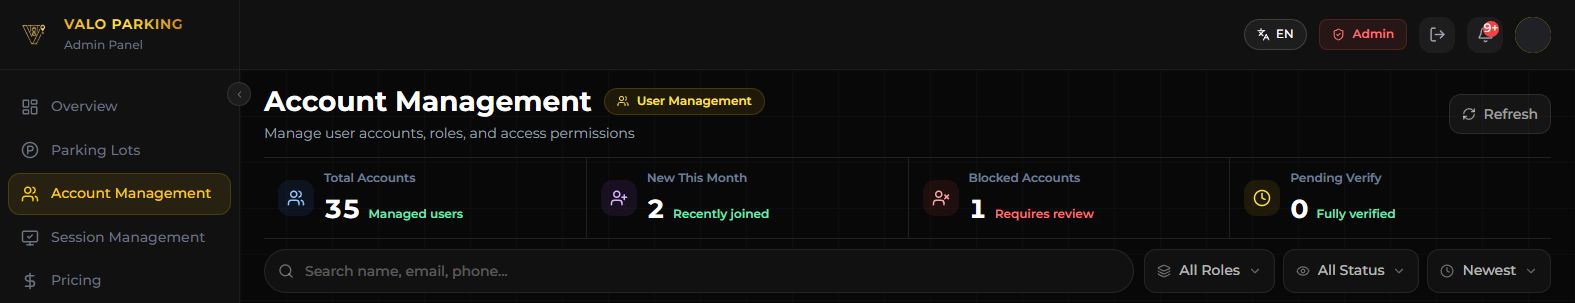 VALO PARKING
Admin Panel
EN
Admin
9+
Overview
Parking Lots
Account Management
Session Management
Pricing
Account Management
User Management
Manage user accounts, roles, and access permissions
Refresh
Total Accounts
35 Managed users
New This Month
2 Recently joined
Blocked Accounts
1 Requires review
Pending Verify
0 Fully verified
Search name, email, phone...
All Roles
All Status
Newest